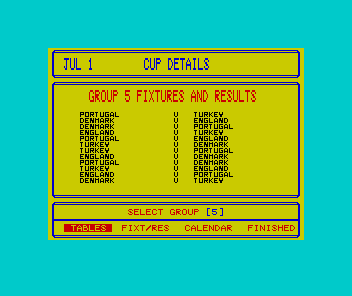 JUL 1 CUP DETAILS
GROUP 5 FIXTURES AND RESULTS
PORTUGAL V TURKEY
DENMARK V ENGLAND
DENMARK V PORTUGAL
ENGLAND V TURKEY
PORTUGAL V ENGLAND
TURKEY V DENMARK
TURKEY V PORTUGAL
ENGLAND V DENMARK
PORTUGAL V DENMARK
TURKEY V ENGLAND
ENGLAND V PORTUGAL
DENMARK V TURKEY
SELECT GROUP [5]
TABLES FIXT/RES CALENDAR FINISHED